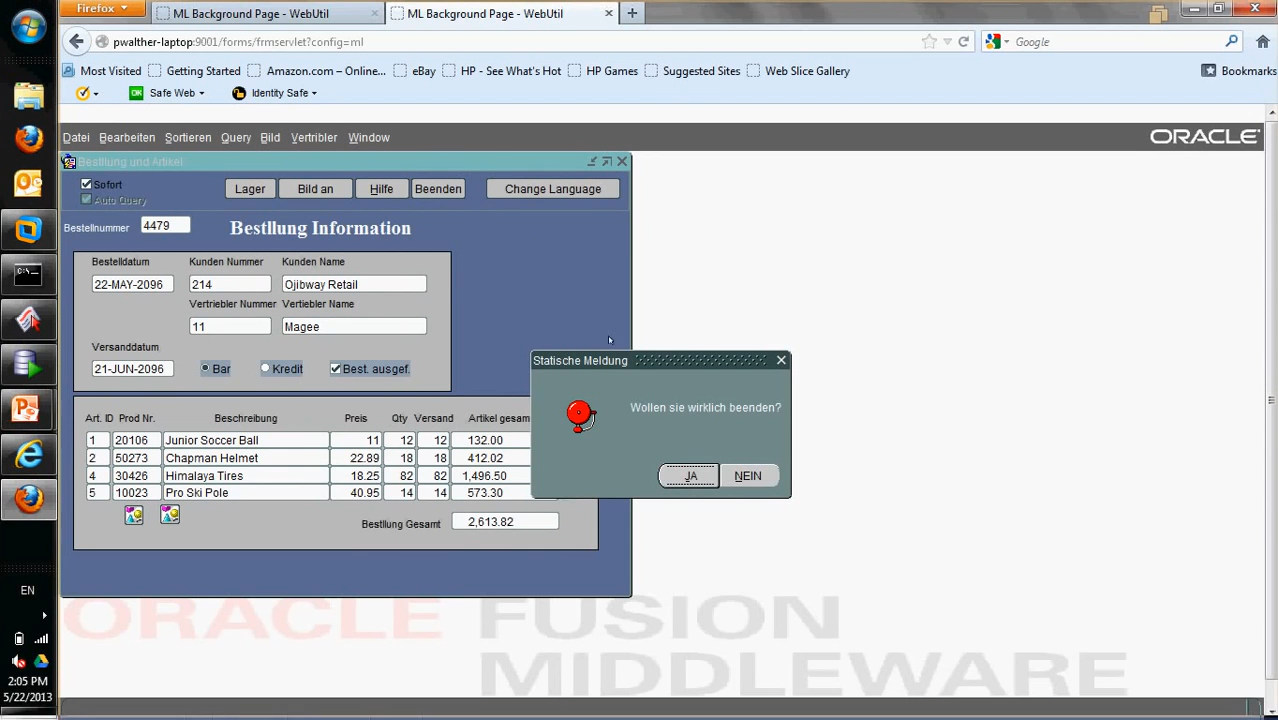 Firefox
ML Background Page - WebUtil
ML Background Page - WebUtil
pwalther-laptop:9001/forms/frmservlet?config=ml
Google
Most Visited
Getting Started
Amazon.com – Online...
eBay
HP - See What's Hot
HP Games
Suggested Sites
Web Slice Gallery
Bookmarks
OK Safe Web
Identity Safe
Datei Bearbeiten Sortieren Query Bild Vertribler Window
ORACLE
Bestllung und Artikel
Sofort
Auto Query
Lager
Bild an
Hilfe
Beenden
Change Language
Bestellnummer 4479
Bestllung Information
Bestelldatum Kunden Nummer Kunden Name
22-MAY-2096 214 Ojibway Retail
Vertriebler Nummer Vertiebler Name
11 Magee
Versanddatum
21-JUN-2096 Bar Kredit Best. ausgef.
Art. ID Prod Nr. Beschreibung Preis Qty Versand Artikel gesam
1 20106 Junior Soccer Ball 11 12 12 132.00
2 50273 Chapman Helmet 22.89 18 18 412.02
4 30426 Himalaya Tires 18.25 82 82 1,496.50
5 10023 Pro Ski Pole 40.95 14 14 573.30
Bestllung Gesamt 2,613.82
Statische Meldung
Wollen sie wirklich beenden?
JA
NEIN
ORACLE FUSION
MIDDLEWARE
EN
2:05 PM
5/22/2013